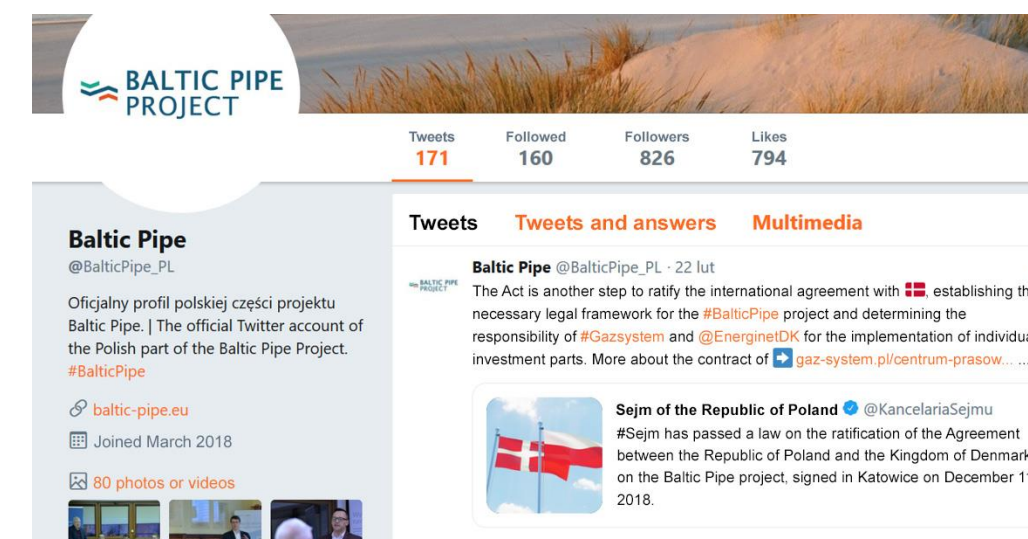 BALTIC PIPE
PROJECT
Tweets Followed Followers Likes
171 160 826 794
Baltic Pipe
@BalticPipe_PL
Oficjalny profil polskiej części projektu
Baltic Pipe. | The official Twitter account of
the Polish part of the Baltic Pipe Project.
#BalticPipe
baltic-pipe.eu
Joined March 2018
80 photos or videos
Tweets Tweets and answers Multimedia
BALTIC PIPE
PROJECT
Baltic Pipe @BalticPipe_PL · 22 lut
The Act is another step to ratify the international agreement with 🇩🇰, establishing
necessary legal framework for the #BalticPipe project and determining the
responsibility of #Gazsystem and @EnerginetDK for the implementation of
investment parts. More about the contract of ➡ gaz-system.pl/centrum-prasow... ...
Sejm of the Republic of Poland @KancelariaSejmu
#Sejm has passed a law on the ratification of the Agreement
between the Republic of Poland and the Kingdom of Denmark
on the Baltic Pipe project, signed in Katowice on December
2018.